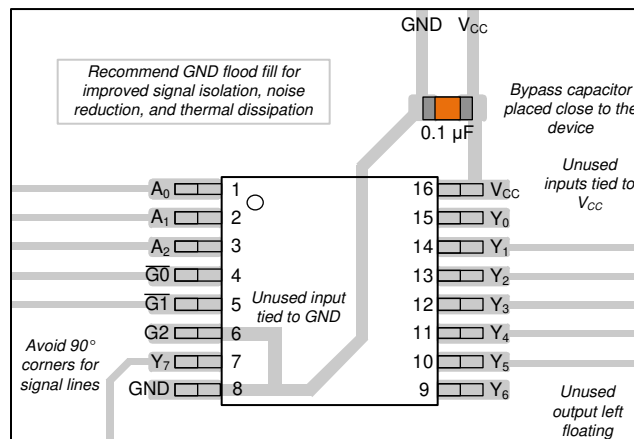 GND VCC
Recommend GND flood fill for
improved signal isolation, noise
reduction, and thermal dissipation
Bypass capacitor
placed close to the
device
0.1 µF
Unused
inputs tied to
VCC
A0 1 16 VCC
A1 2 15 Y0
A2 3 14 Y1
G̅0̅ 4 13 Y2
G̅1̅ 5 12 Y3
Unused input
tied to GND
G2 6 11 Y4
Avoid 90°
corners for
signal lines
Y7 7 10 Y5
GND 8 9 Y6
Unused
output left
floating